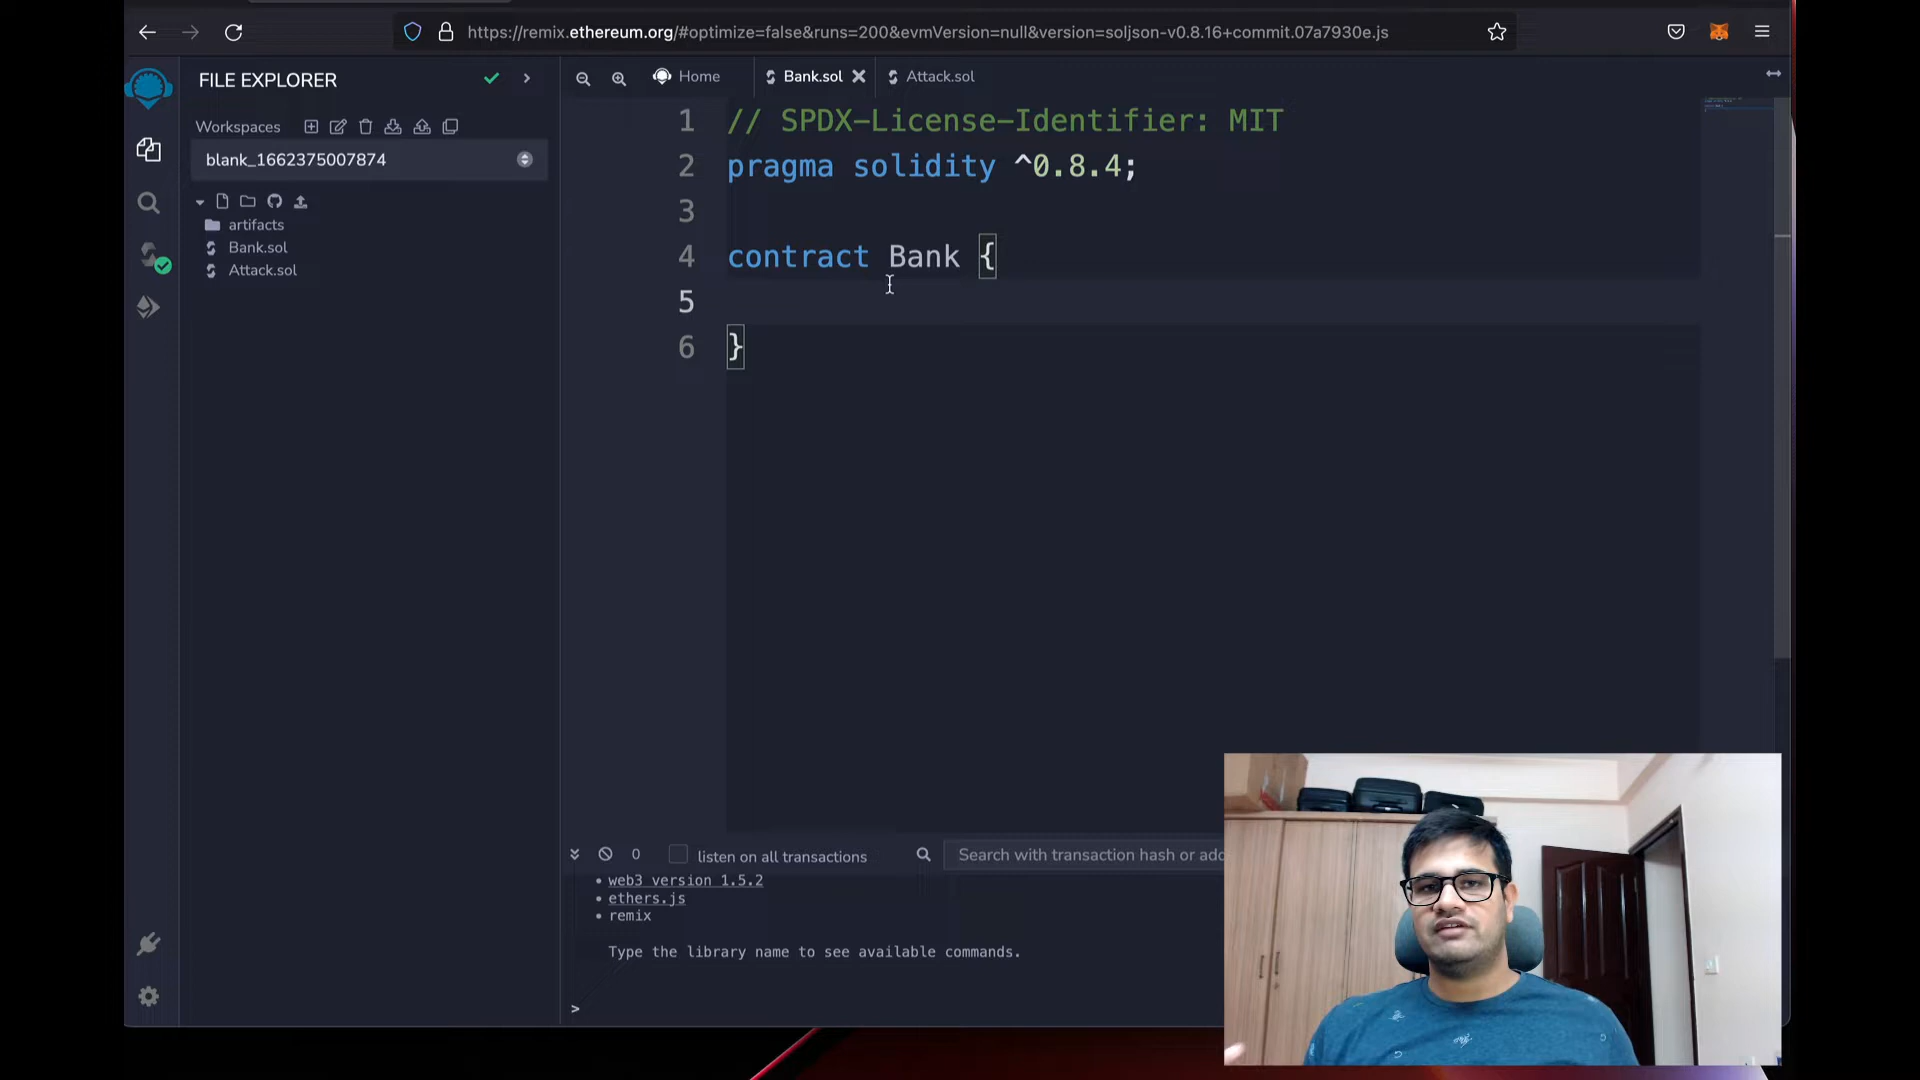 https://remix.ethereum.org/#optimize=false&runs=200&evmVersion=null&version=soljson-v0.8.16+commit.07a7930e.js
FILE EXPLORER
Workspaces
blank_1662375007874
artifacts
Bank.sol
Attack.sol
Home
Bank.sol
Attack.sol
1 // SPDX-License-Identifier: MIT
2 pragma solidity ^0.8.4;
3
4 contract Bank {
5
6 }
0 listen on all transactions
Search with transaction hash or add
• web3 version 1.5.2
• ethers.js
• remix
Type the library name to see available commands.
>